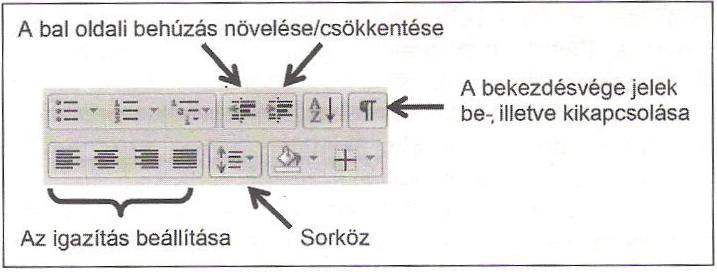 A bal oldali behúzás növelése/csökkentése
A bekezdésvége jelek
be-, illetve kikapcsolása
Az igazítás beállítása
Sorköz